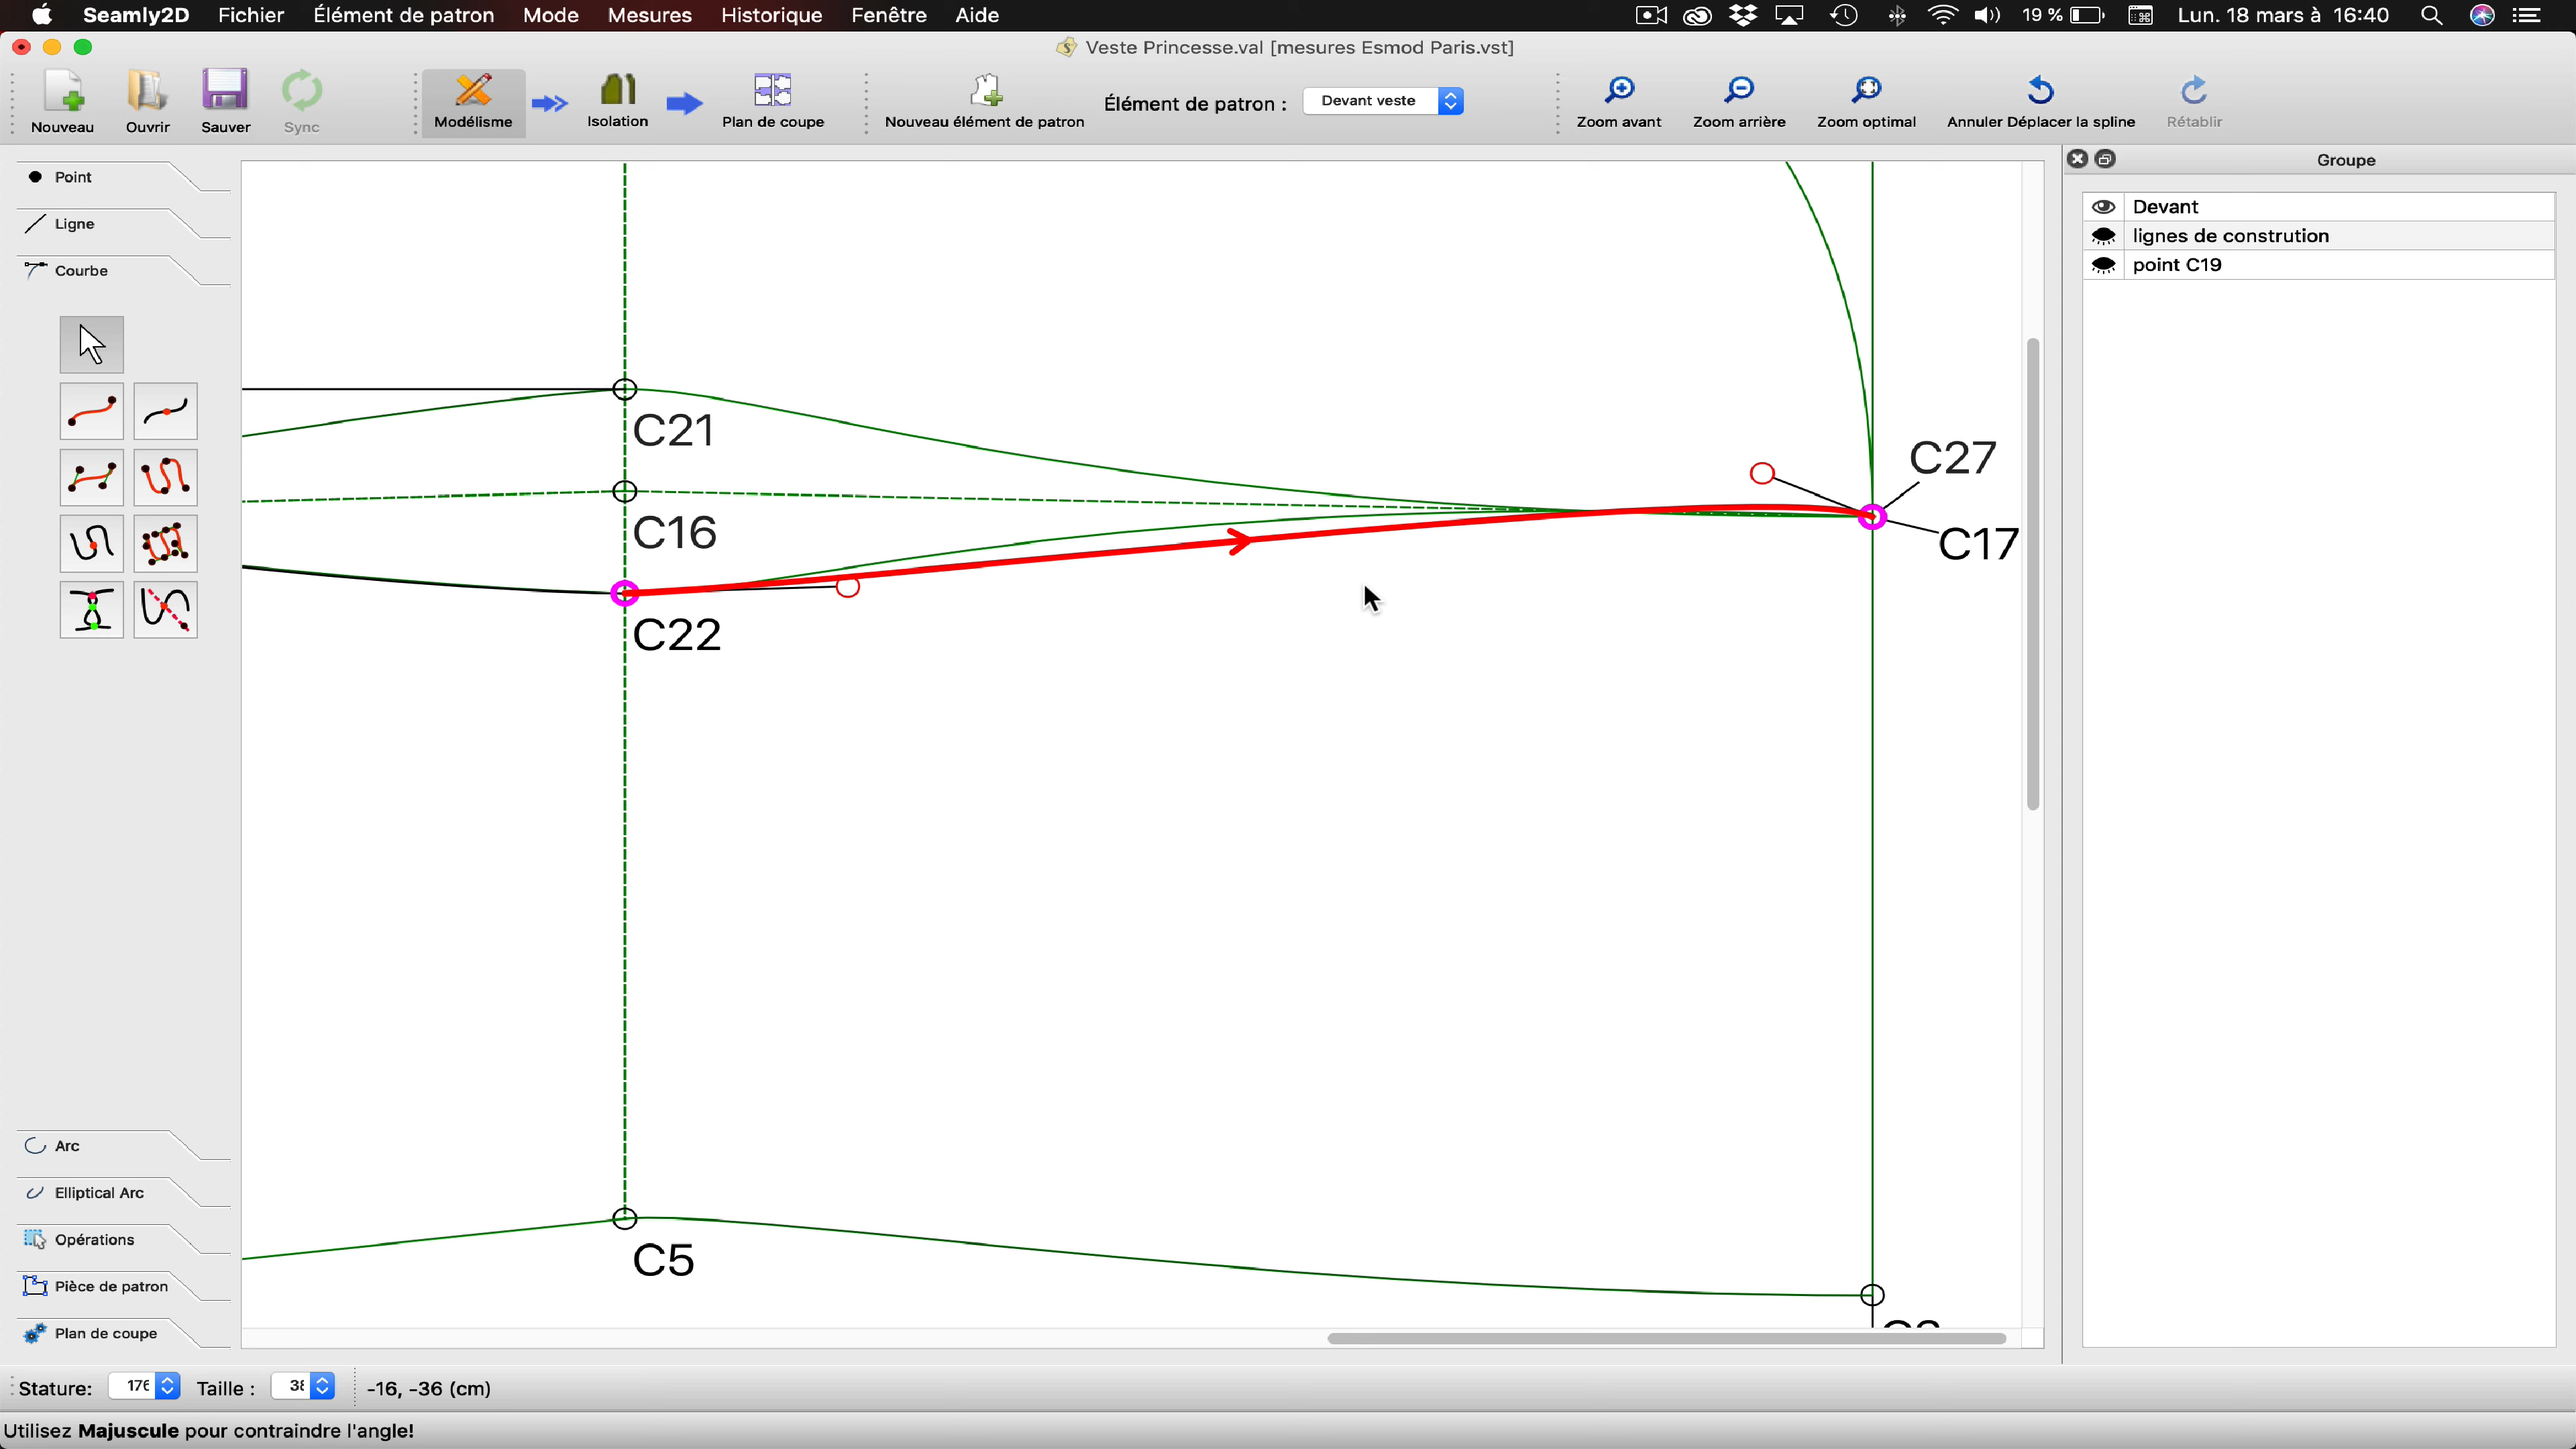 Seamly2D Fichier Élément de patron Mode Mesures Historique Fenêtre Aide 19 % Lun. 18 mars à 16:40
Veste Princesse.val [mesures Esmod Paris.vst]
Nouveau Ouvrir Sauver Sync Modélisme Isolation Plan de coupe Nouveau élément de patron Élément de patron : Devant veste Zoom avant Zoom arrière Zoom optimal Annuler Déplacer la spline Rétablir
Point
Ligne
Courbe
Groupe
Devant
lignes de constrution
point C19
C21
C27
C16
C17
C22
C5
Arc
Elliptical Arc
Opérations
Pièce de patron
Plan de coupe
Stature: 176 Taille : 38 -16, -36 (cm)
Utilisez Majuscule pour contraindre l'angle!